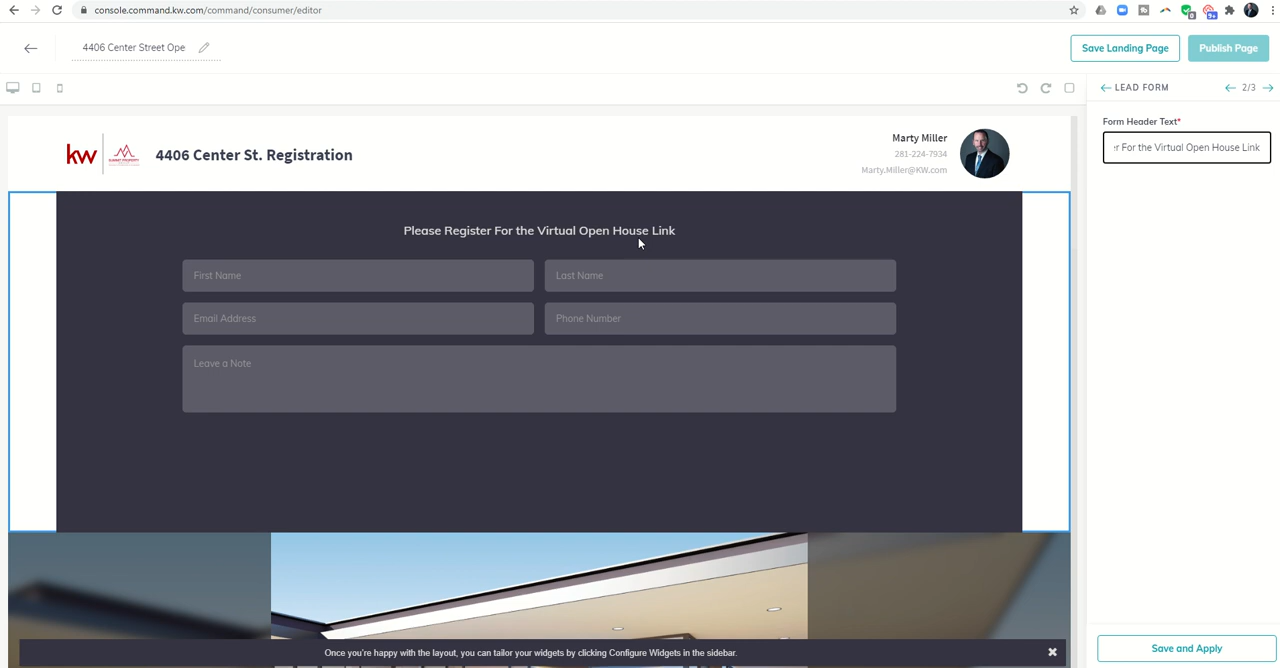 console.command.kw.com/command/consumer/editor
4406 Center Street Ope
Save Landing Page
Publish Page
LEAD FORM
2/3
Form Header Text*
For the Virtual Open House Link
kw
4406 Center St. Registration
Marty Miller
281-224-7934
Marty.Miller@KW.com
Please Register For the Virtual Open House Link
First Name
Last Name
Email Address
Phone Number
Leave a Note
Once you're happy with the layout, you can tailor your widgets by clicking Configure Widgets in the sidebar.
Save and Apply